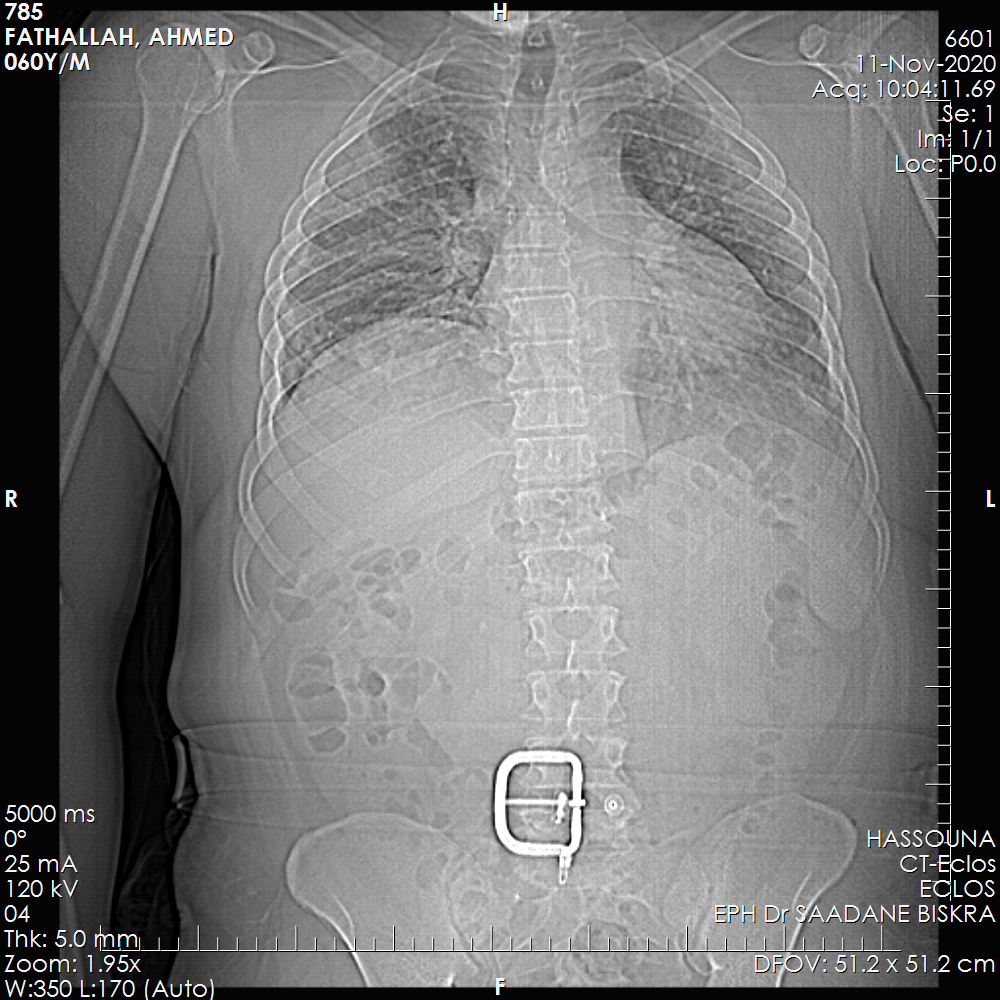 785
FATHALLAH, AHMED
060Y/M
H
6601
11-Nov-2020
Acq: 10:04:11.69
Se: 1
Im: 1/1
Loc: P0.0
R
L
5000 ms
0°
25 mA
120 kV
04
Thk: 5.0 mm
Zoom: 1.95x
W:350 L:170 (Auto)
F
HASSOUNA
CT-Eclos
ECLOS
EPH Dr SAADANE BISKRA
DFOV: 51.2 x 51.2 cm